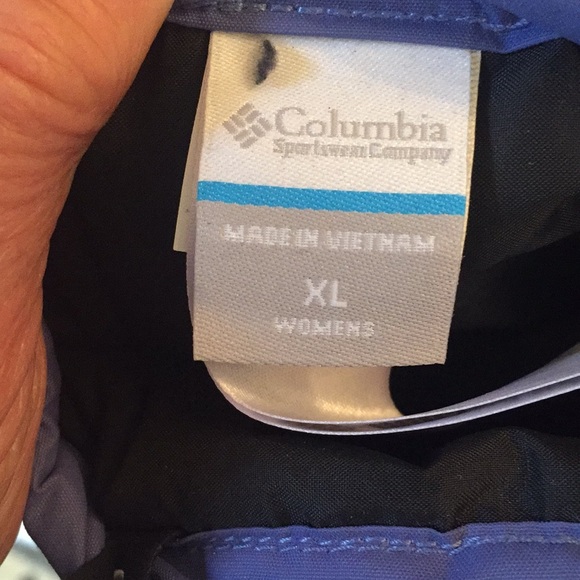 Columbia
Sportswear Company
MADE IN VIETNAM
XL
WOMENS